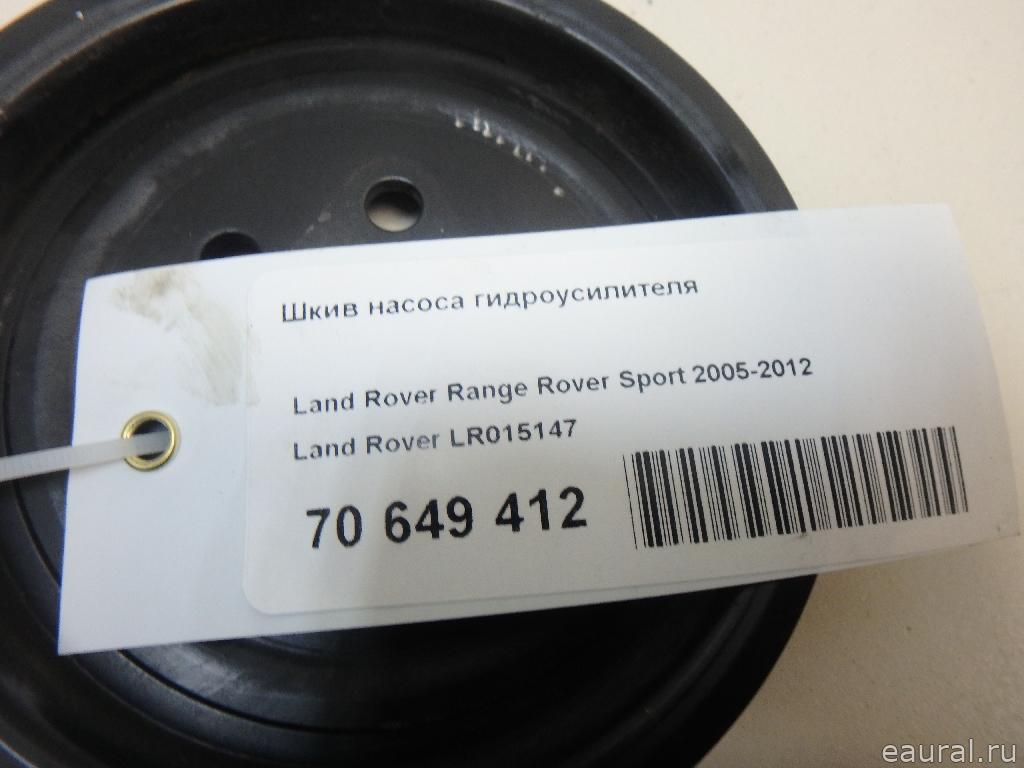 Шкив насоса гидроусилителя
Land Rover Range Rover Sport 2005-2012
Land Rover LR015147
70 649 412
eaural.ru